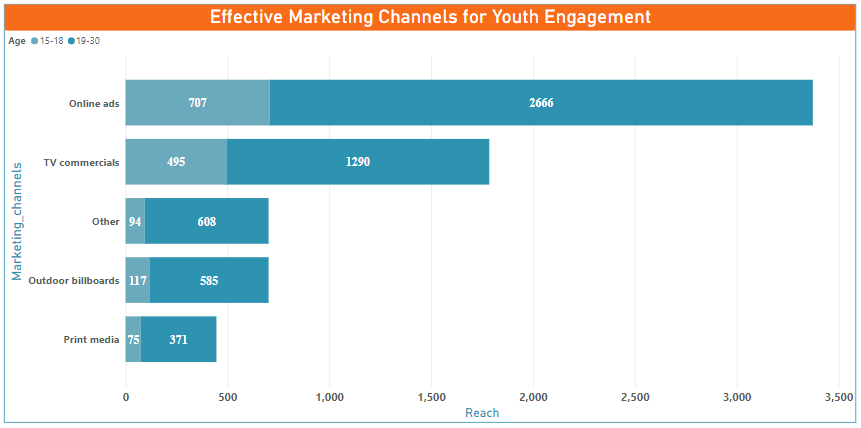 Effective Marketing Channels for Youth Engagement
Age 15-18 19-30
Marketing_channels
Online ads 707 2666
TV commercials 495 1290
Other 94 608
Outdoor billboards 117 585
Print media 75 371
0 500 1,000 1,500 2,000 2,500 3,000 3,500
Reach